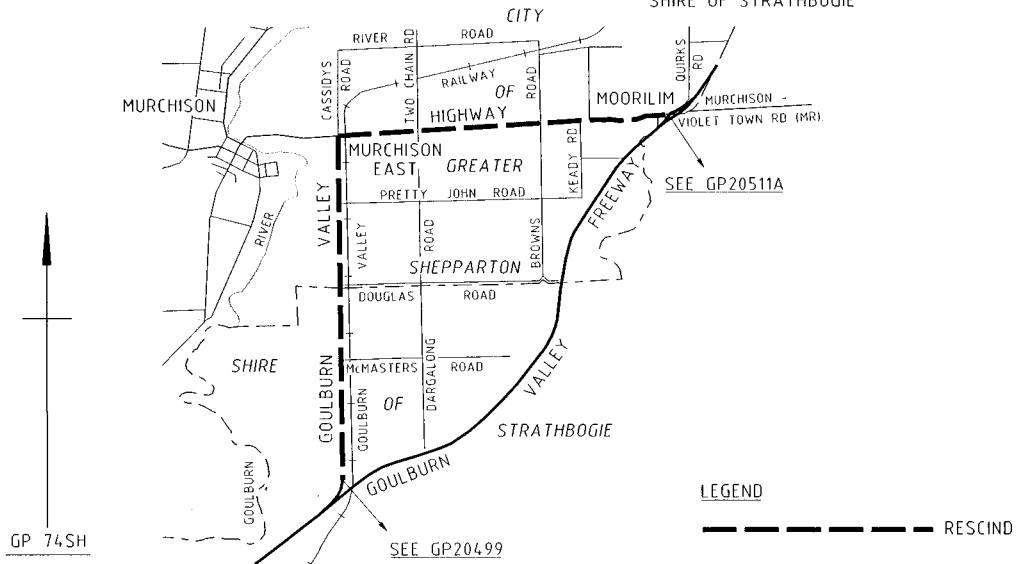 SHIRE OF STRATHBOGIE
CITY
RIVER ROAD
TWO CHAIN RD
CASSIDYS ROAD
RAILWAY
OF
ROAD
QUIRKS RD
MURCHISON
HIGHWAY
MOORILIM
MURCHISON -
VIOLET TOWN RD (MR).
MURCHISON EAST
GREATER
KEADY RD
FREEWAY
SEE GP20511A
PRETTY JOHN ROAD
RIVER
VALLEY
VALLEY
ROAD
BROWNS
SHEPPARTON
DOUGLAS ROAD
SHIRE
McMASTERS ROAD
OF
DARGALONG
VALLEY
GOULBURN
GOULBURN
STRATHBOGIE
GOULBURN
GOULBURN
LEGEND
RESCIND
GP 74SH
SEE GP20499